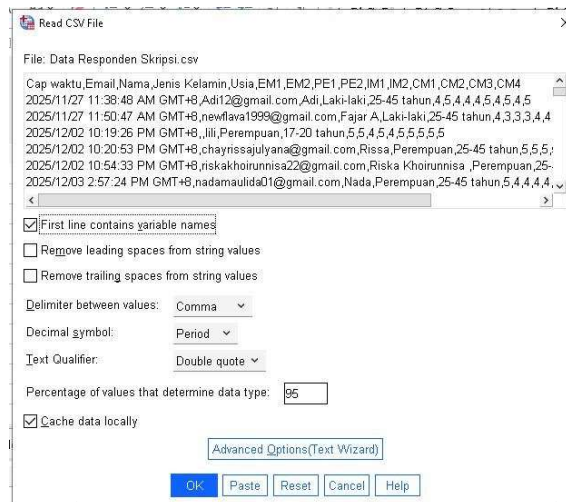 Read CSV File
File: Data Responden Skripsi.csv
Cap waktu,Email,Nama,Jenis Kelamin,Usia,EM1,EM2,PE1,PE2,IM1,IM2,CM1,CM2,CM3,CM4
2025/11/27 11:38:48 AM GMT+8,Adi12@gmail.com,Adi,Laki-laki,25-45 tahun,4,5,4,4,4,5,4,5,4,5
2025/11/27 11:50:47 AM GMT+8,newflava1999@gmail.com,Fajar A,Laki-laki,25-45 tahun,4,3,3,3,4,4
2025/12/02 10:19:26 PM GMT+8,,lili,Perempuan,17-20 tahun,5,5,4,5,4,5,5,5,5,5
2025/12/02 10:20:53 PM GMT+8,chayrissajulyana@gmail.com,Rissa,Perempuan,25-45 tahun,5,5,5,
2025/12/02 10:54:33 PM GMT+8,riskakhoirunnisa22@gmail.com,Riska Khoirunnisa ,Perempuan,25-
2025/12/03 2:57:24 PM GMT+8,nadamaulida01@gmail.com,Nada,Perempuan,25-45 tahun,5,4,4,4,4,
First line contains variable names
Remove leading spaces from string values
Remove trailing spaces from string values
Delimiter between values: Comma
Decimal symbol: Period
Text Qualifier: Double quote
Percentage of values that determine data type: 95
Cache data locally
Advanced Options(Text Wizard)
OK Paste Reset Cancel Help